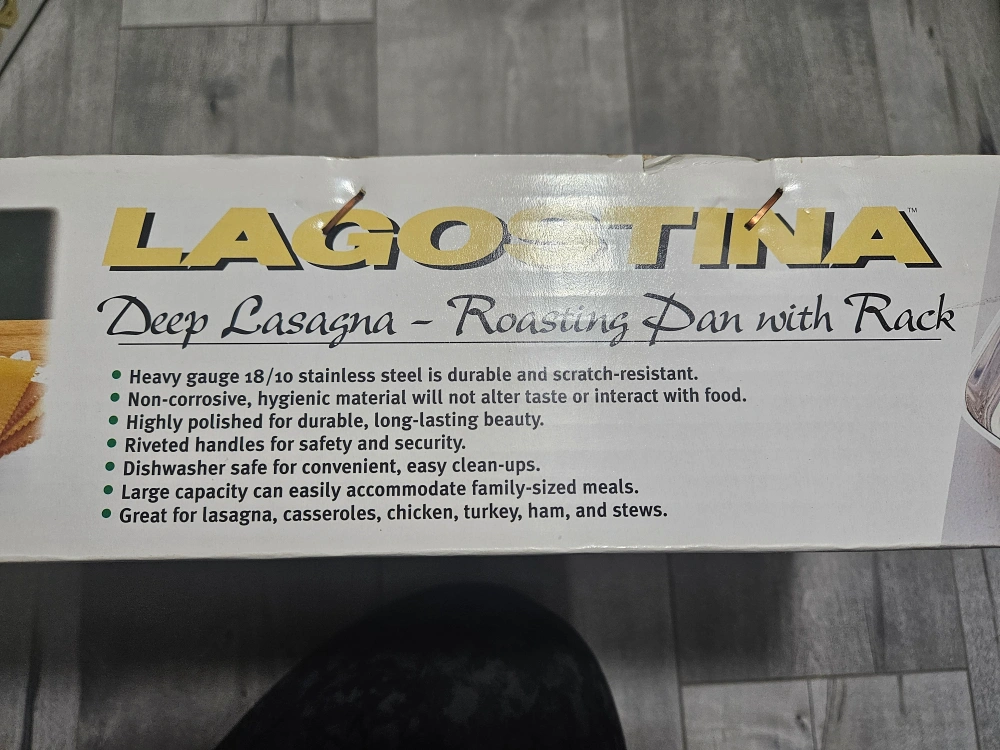 LAGOSTINA™
Deep Lasagna – Roasting Pan with Rack
• Heavy gauge 18/10 stainless steel is durable and scratch-resistant.
• Non-corrosive, hygienic material will not alter taste or interact with food.
• Highly polished for durable, long-lasting beauty.
• Riveted handles for safety and security.
• Dishwasher safe for convenient, easy clean-ups.
• Large capacity can easily accommodate family-sized meals.
• Great for lasagna, casseroles, chicken, turkey, ham, and stews.